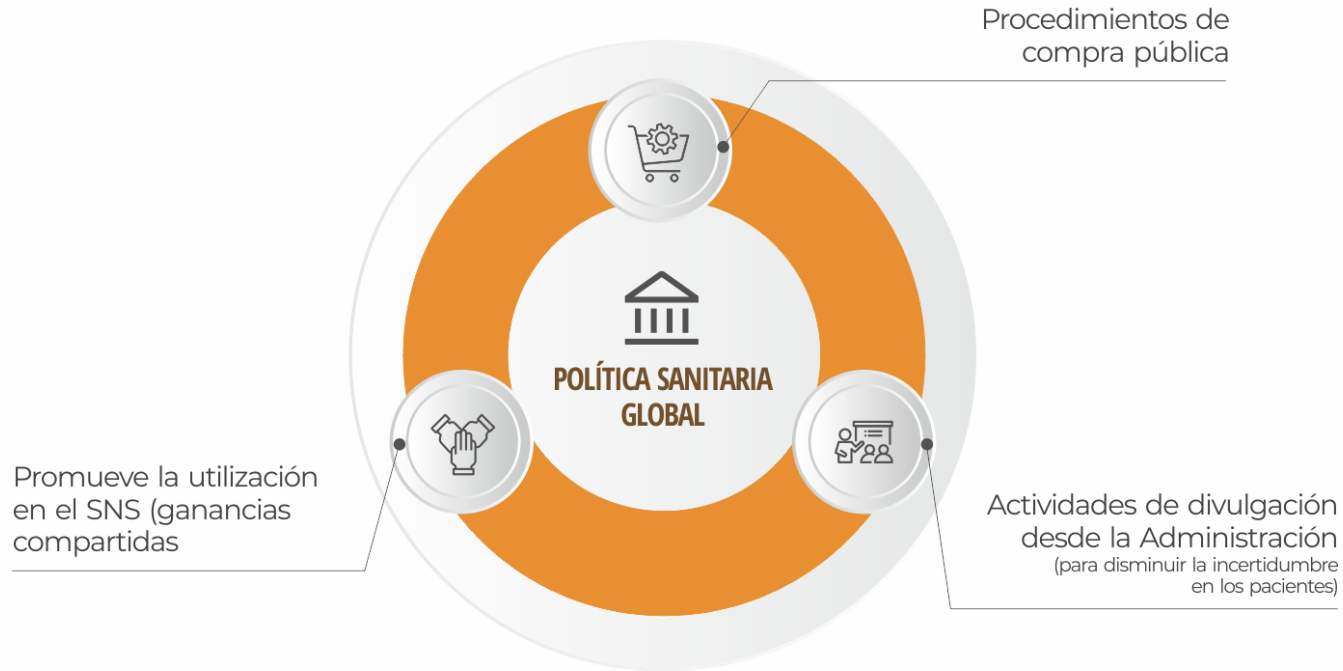 Procedimientos de
compra pública
POLÍTICA SANITARIA
GLOBAL
Promueve la utilización
en el SNS (ganancias
compartidas
Actividades de divulgación
desde la Administración
(para disminuir la incertidumbre
en los pacientes)